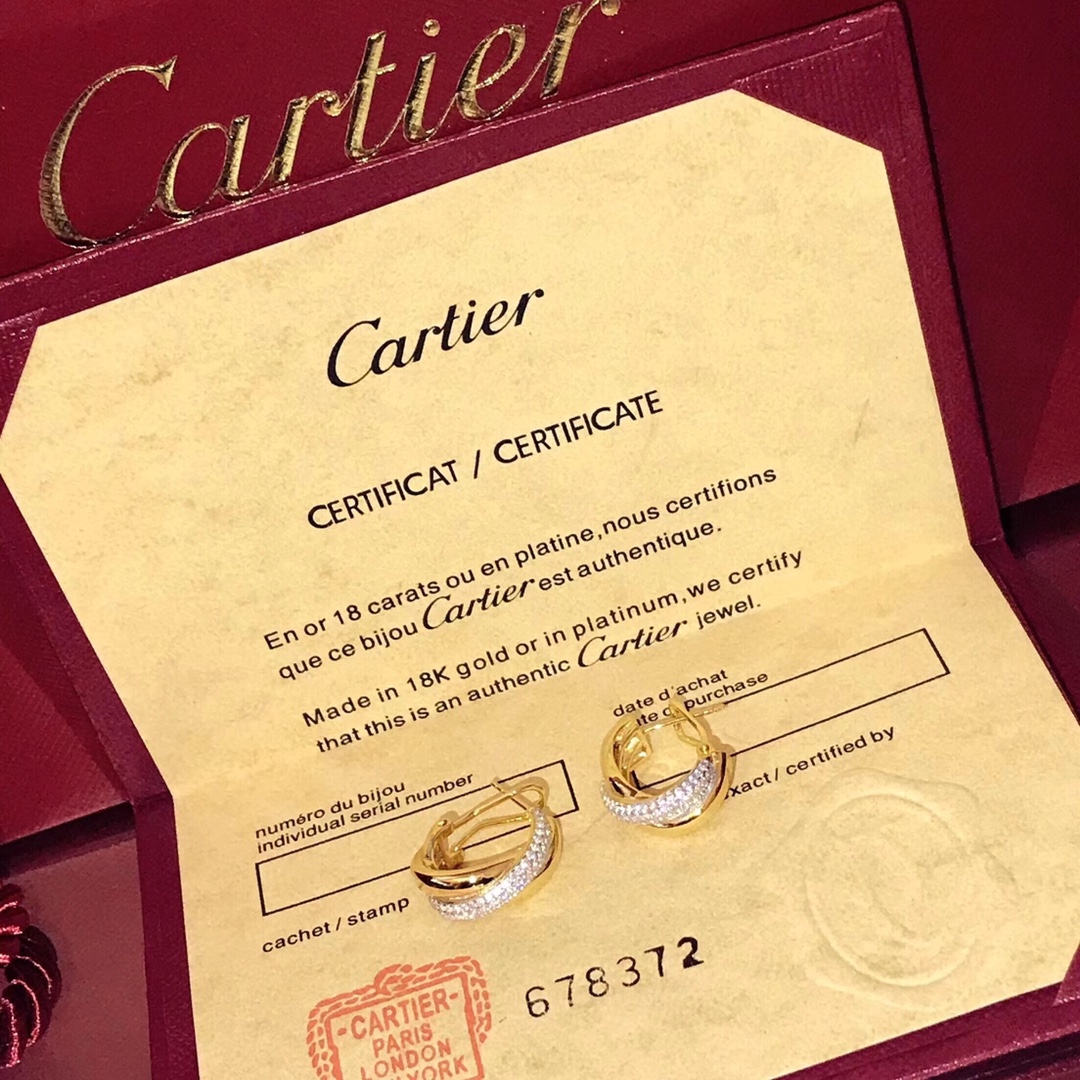 Cartier
Cartier
CERTIFICAT / CERTIFICATE
En or 18 carats ou en platine,nous certifions
que ce bijou Cartier est authentique.
Made in 18K gold or in platinum,we certify
that this is an authentic Cartier jewel.
date d'achat
purchase
numéro du bijou
individual serial number
/ certified by
cachet / stamp
678372
-CARTIER-
PARIS
LONDON
YORK